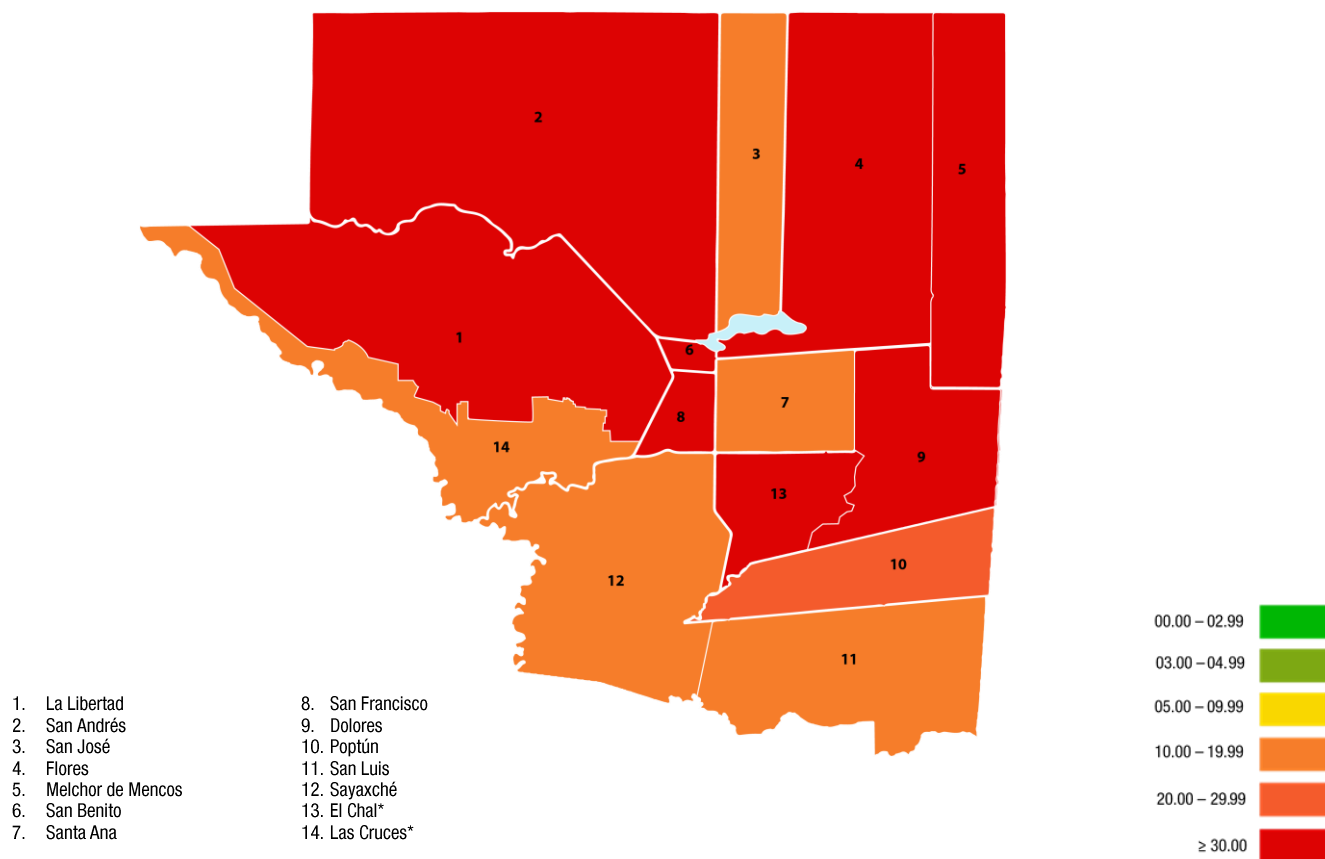 2
3
4
5
1
6
7
8
14
9
13
10
12
11
00.00 – 02.99
03.00 – 04.99
05.00 – 09.99
10.00 – 19.99
20.00 – 29.99
≥ 30.00
1. La Libertad
2. San Andrés
3. San José
4. Flores
5. Melchor de Mencos
6. San Benito
7. Santa Ana
8. San Francisco
9. Dolores
10. Poptún
11. San Luis
12. Sayaxché
13. El Chal*
14. Las Cruces*